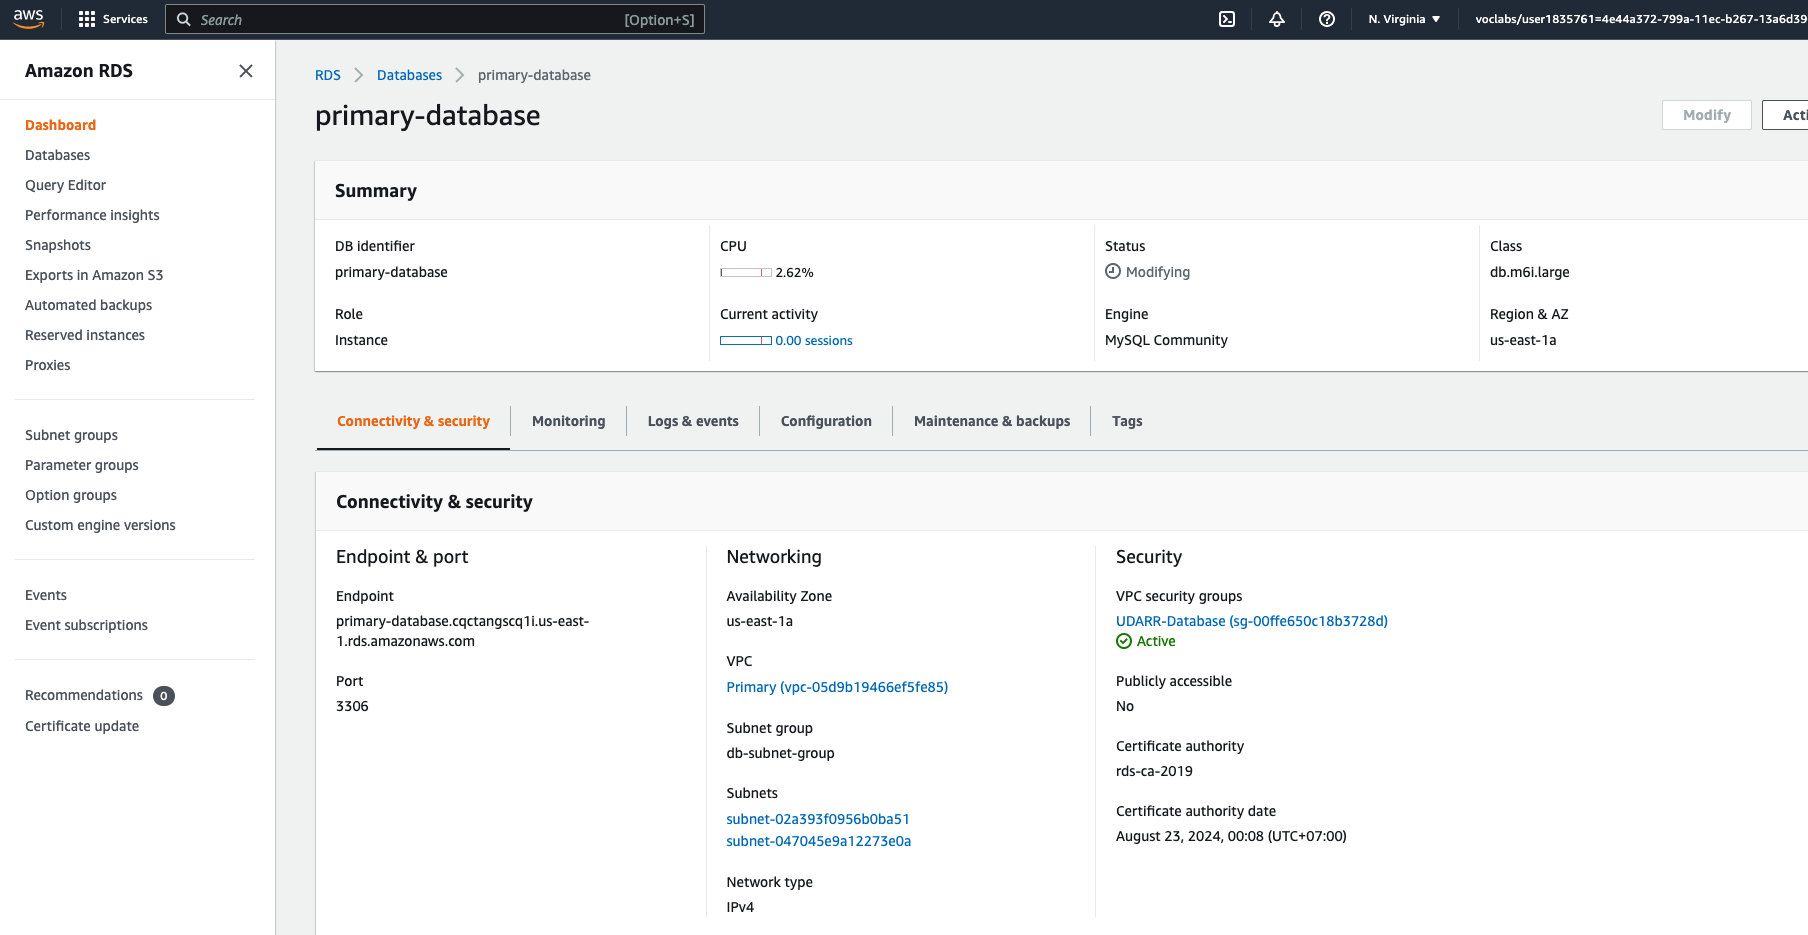 aws
Services
Search
[Option+S]
N. Virginia
voclabs/user1835761=4e44a372-799a-11ec-b267-13a6d39
Amazon RDS
Dashboard
Databases
Query Editor
Performance insights
Snapshots
Exports in Amazon S3
Automated backups
Reserved instances
Proxies
Subnet groups
Parameter groups
Option groups
Custom engine versions
Events
Event subscriptions
Recommendations 0
Certificate update
RDS
Databases
primary-database
primary-database
Modify
Acti
Summary
DB identifier
primary-database
CPU
2.62%
Status
Modifying
Class
db.m6i.large
Role
Instance
Current activity
0.00 sessions
Engine
MySQL Community
Region & AZ
us-east-1a
Connectivity & security
Monitoring
Logs & events
Configuration
Maintenance & backups
Tags
Connectivity & security
Endpoint & port
Endpoint
primary-database.cqctangscq1i.us-east-
1.rds.amazonaws.com
Port
3306
Networking
Availability Zone
us-east-1a
VPC
Primary (vpc-05d9b19466ef5fe85)
Subnet group
db-subnet-group
Subnets
subnet-02a393f0956b0ba51
subnet-047045e9a12273e0a
Network type
IPv4
Security
VPC security groups
UDARR-Database (sg-00ffe650c18b3728d)
Active
Publicly accessible
No
Certificate authority
rds-ca-2019
Certificate authority date
August 23, 2024, 00:08 (UTC+07:00)